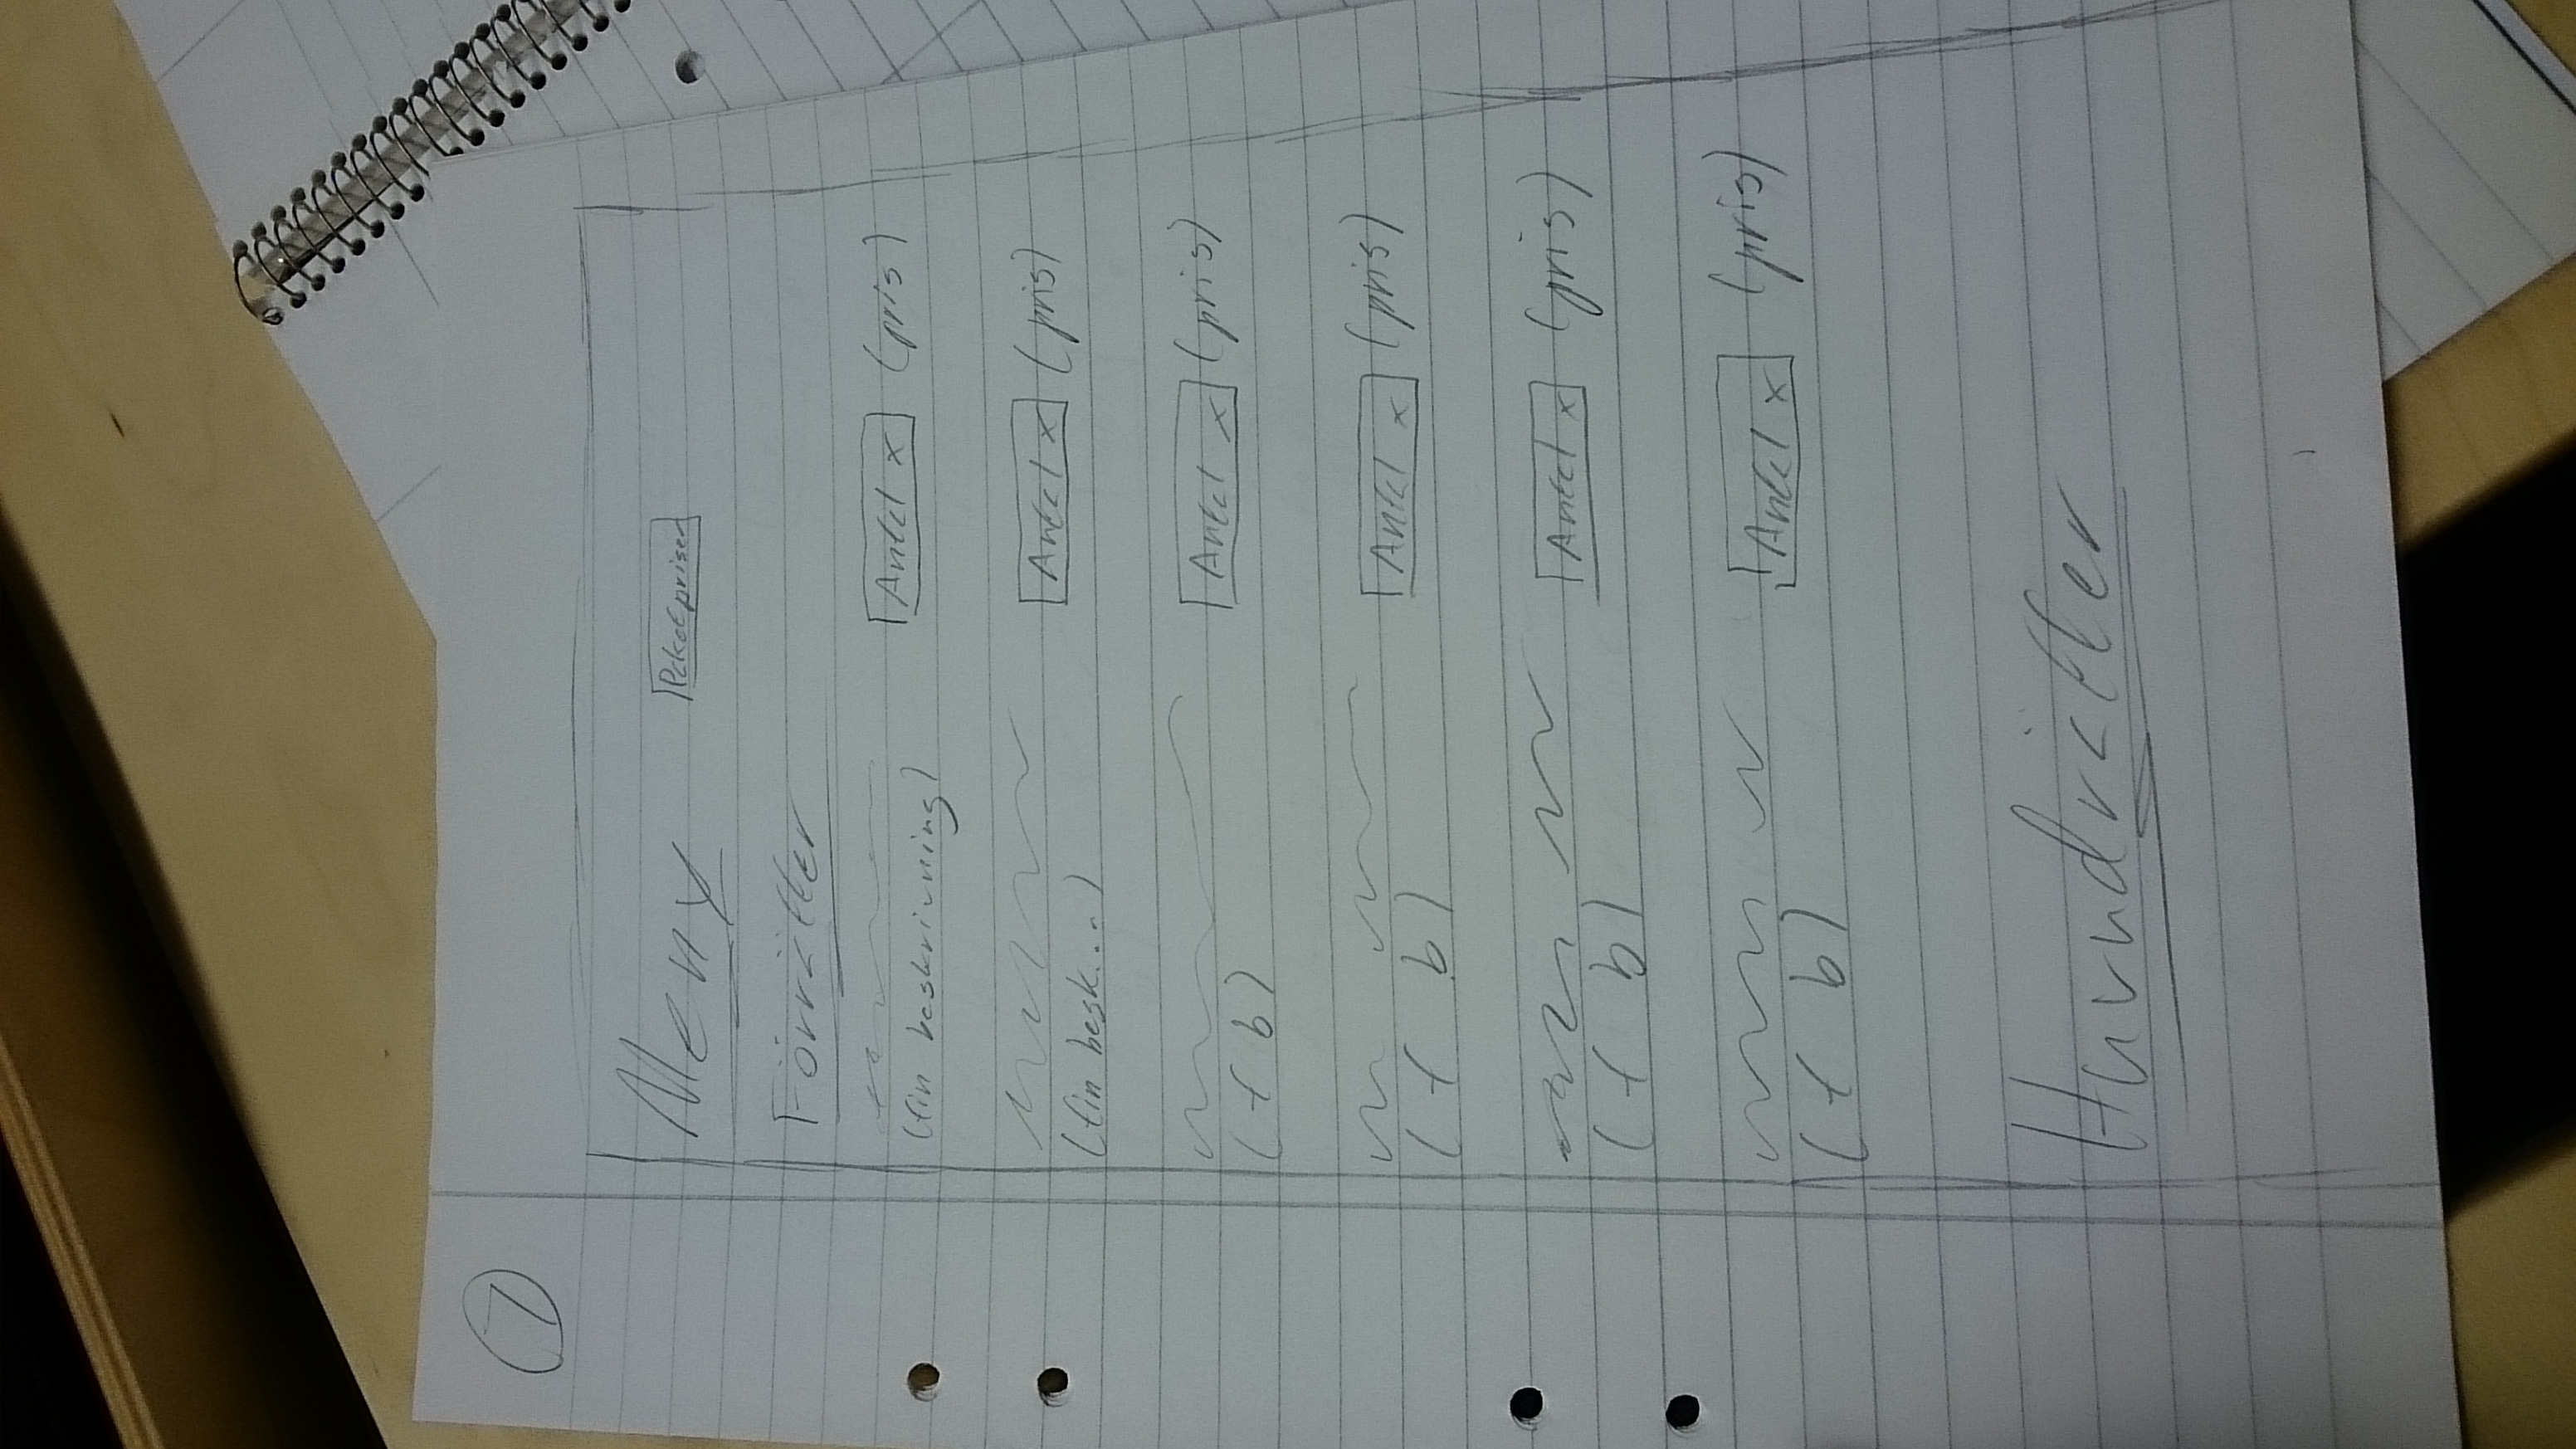 7
Meny Paketpriser
Förrätter
Antal x (pris)
(fin beskrivning)
Antal x (pris)
(fin besk...)
Antal x (pris)
(f b)
Antal x (pris)
(f b)
Antal x (pris)
(f b)
Antal x (pris)
(f b)
Huvudrätter